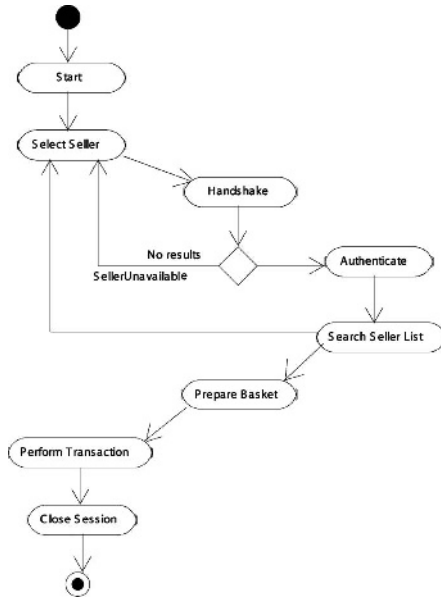 Start
Select Seller
Handshake
No results
SellerUnavailable
Authenticate
Search Seller List
Prepare Basket
Perform Transaction
Close Session